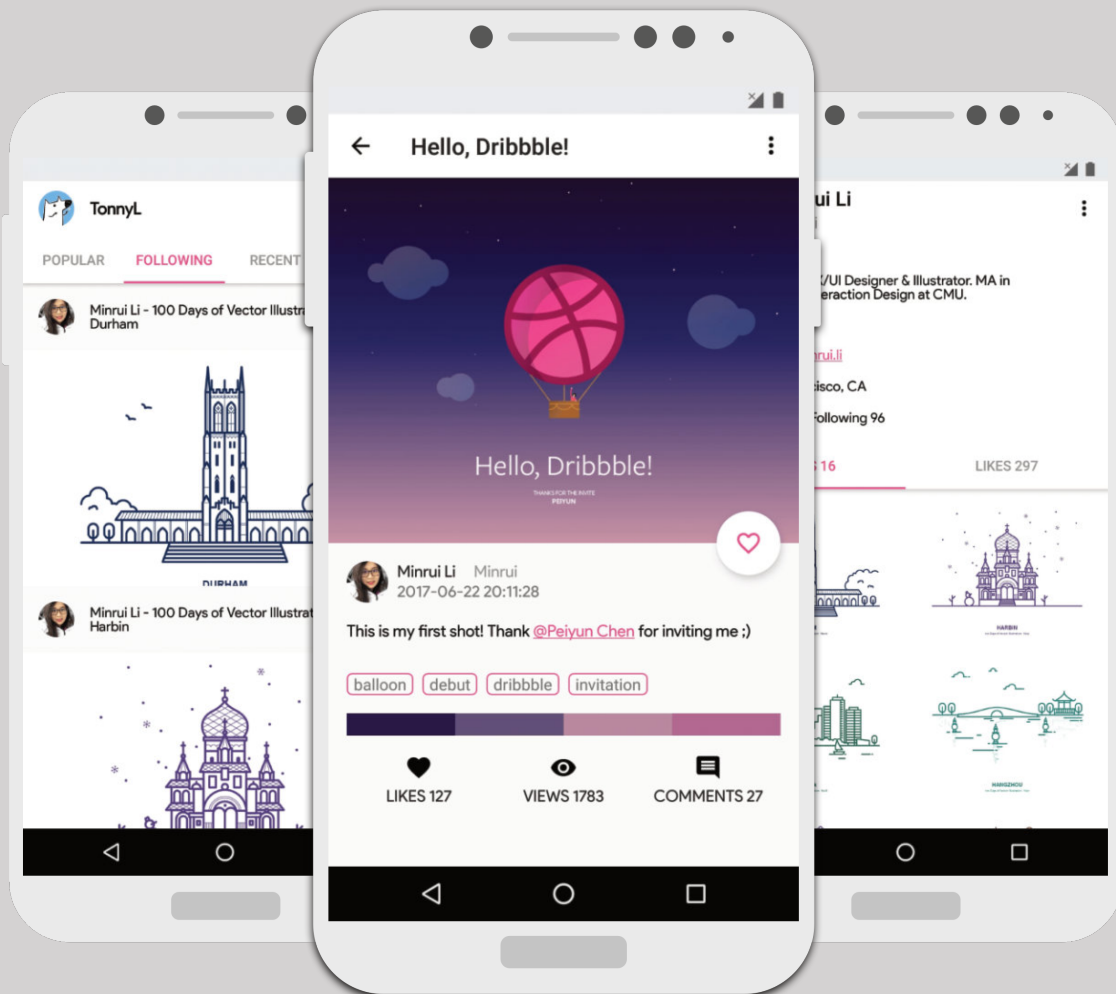 TonnyL
POPULAR FOLLOWING RECENT
Minrui Li - 100 Days of Vector Illustra
Durham
DURHAM
Minrui Li - 100 Days of Vector Illustrat
Harbin
Hello, Dribbble!
Hello, Dribbble!
THANKS FOR THE INVITE
PEIYUN
Minrui Li Minrui
2017-06-22 20:11:28
This is my first shot! Thank @Peiyun Chen for inviting me ;)
balloon debut dribbble invitation
LIKES 127 VIEWS 1783 COMMENTS 27
ui Li
/UI Designer & Illustrator. MA in
eraction Design at CMU.
nrui.li
isco, CA
Following 96
S 16 LIKES 297
HARBIN
HANGZHOU